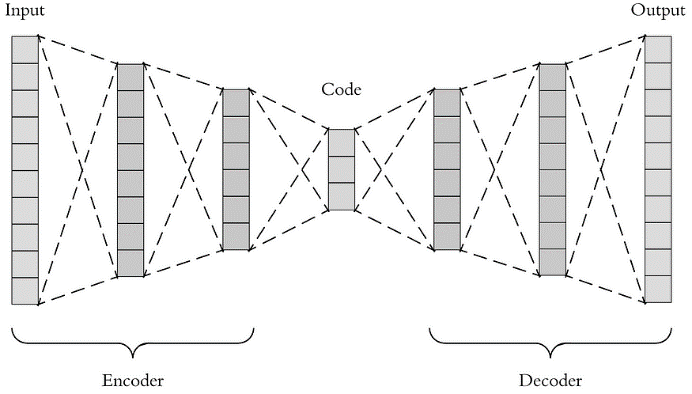 Input
Output
Code
Encoder
Decoder